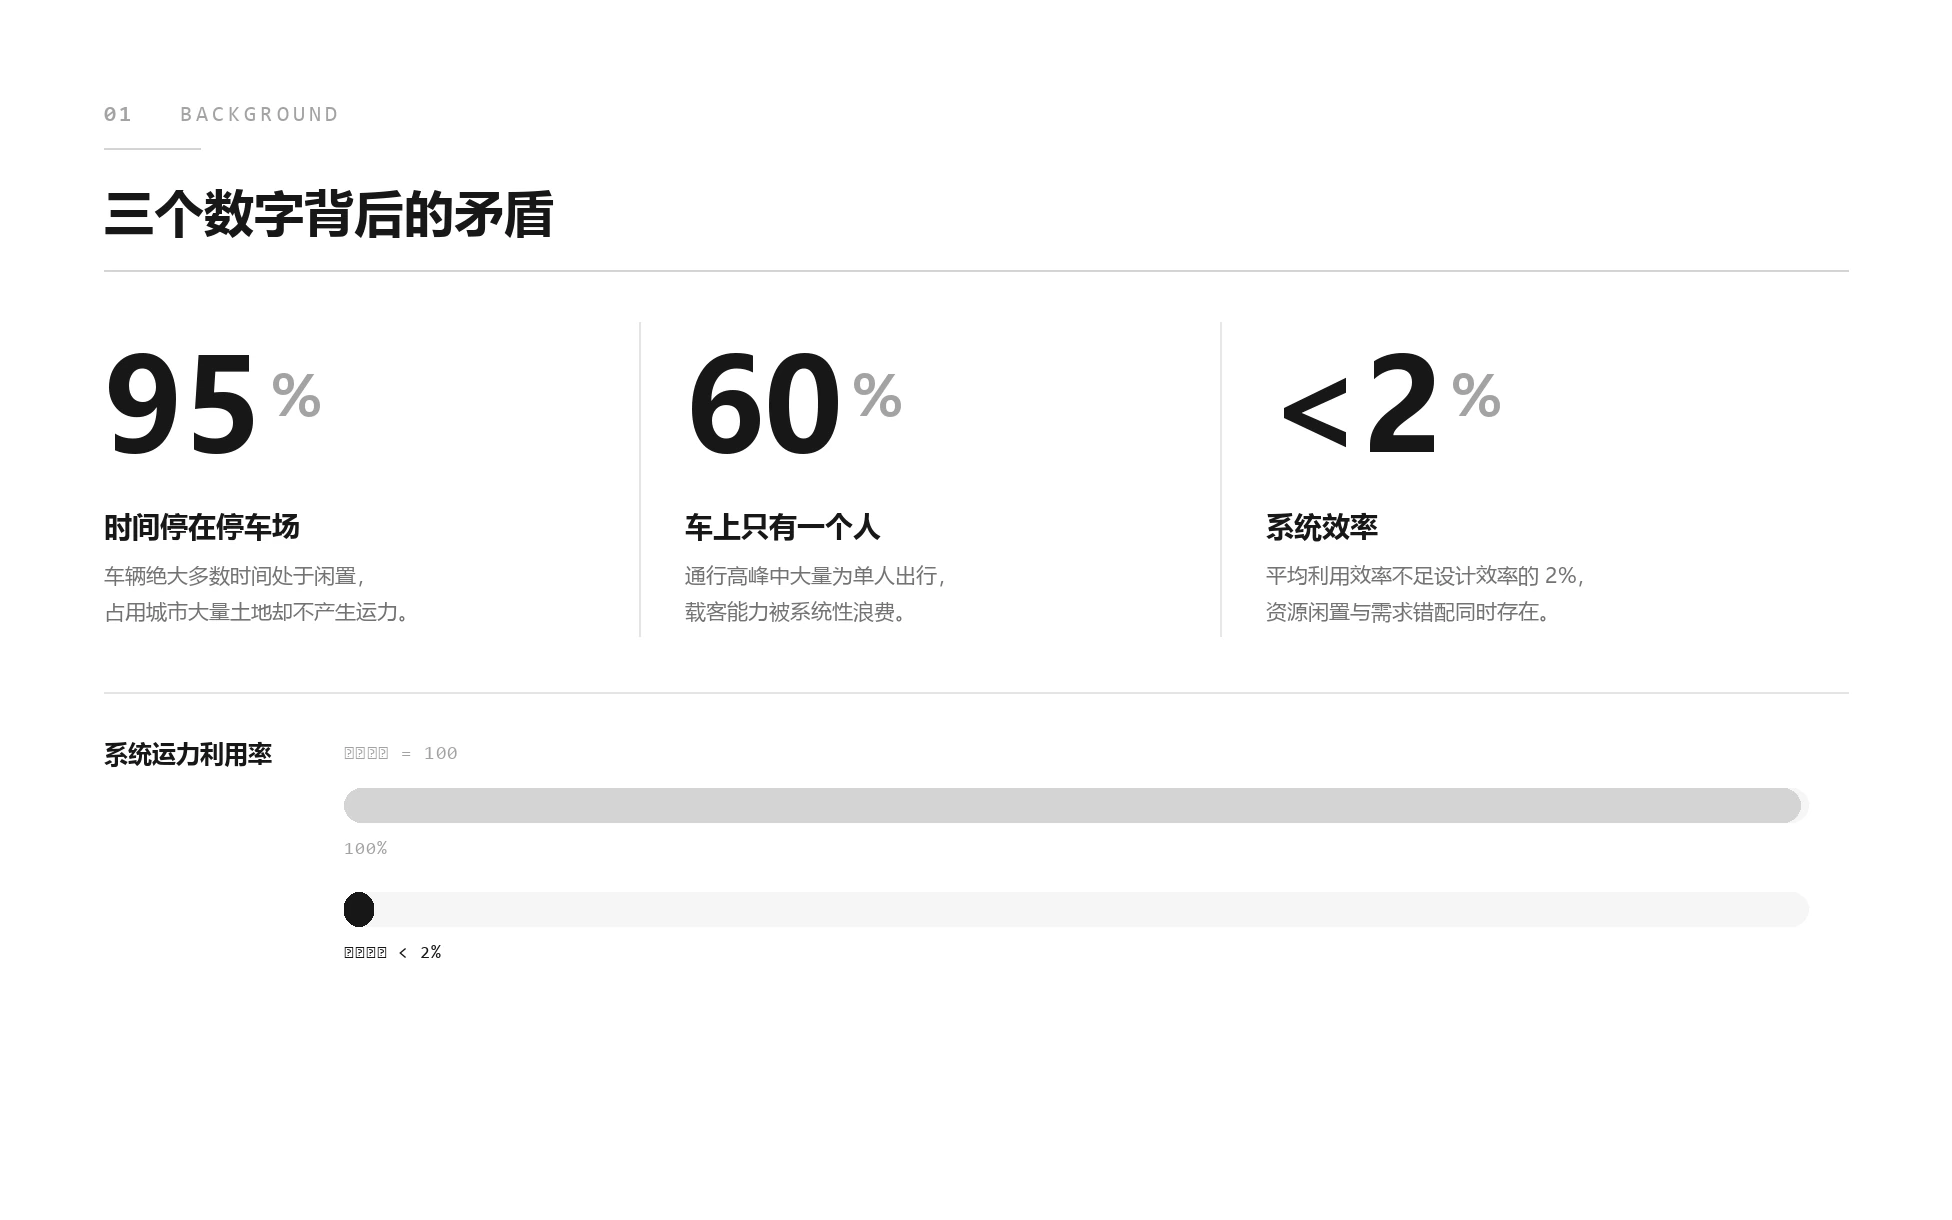 01 BACKGROUND
三个数字背后的矛盾
95%
时间停在停车场
车辆绝大多数时间处于闲置，
占用城市大量土地却不产生运力。
60%
车上只有一个人
通行高峰中大量为单人出行，
载客能力被系统性浪费。
<2%
系统效率
平均利用效率不足设计效率的 2%，
资源闲置与需求错配同时存在。
系统运力利用率
= 100
100%
< 2%